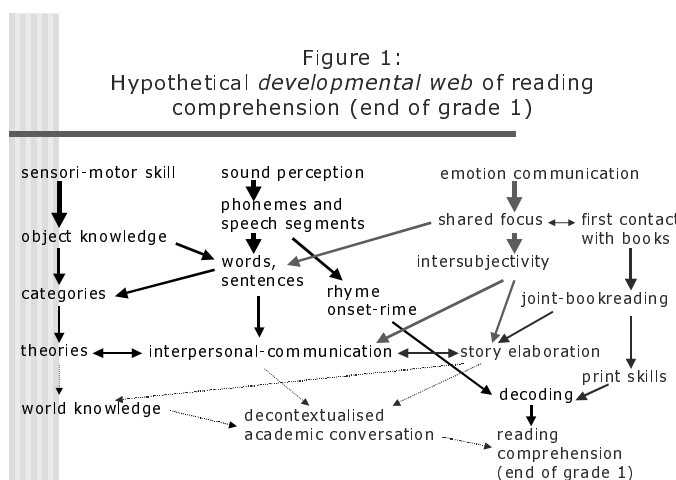 Figure 1:
Hypothetical developmental web of reading
comprehension (end of grade 1)
sensori-motor skill
sound perception
emotion communication
phonemes and
speech segments
shared focus
first contact
with books
object knowledge
words,
sentences
intersubjectivity
categories
rhyme
onset-rime
joint-bookreading
theories
interpersonal-communication
story elaboration
print skills
decoding
world knowledge
decontextualised
academic conversation
reading
comprehension
(end of grade 1)